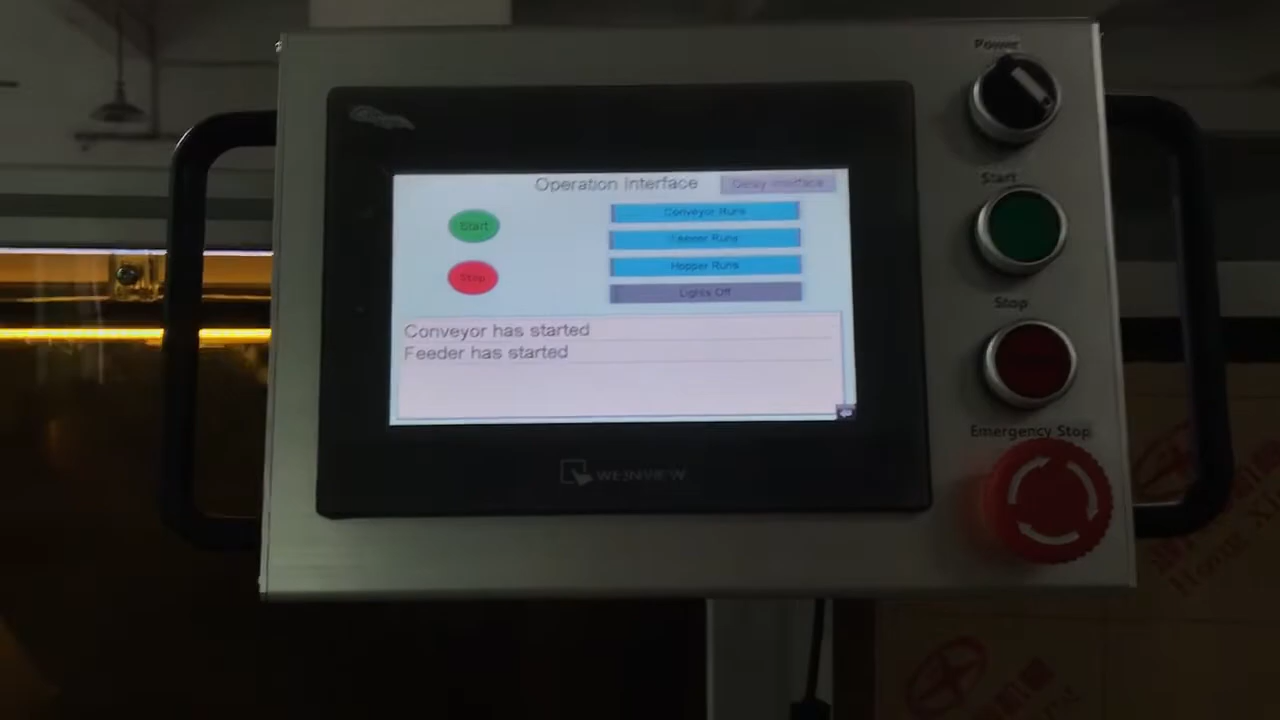 Power
Operation Interface
Delay Interface
Start
Start
Conveyor Runs
Feeder Runs
Hopper Runs
Stop
Lights Off
Stop
Conveyor has started
Feeder has started
Emergency Stop
WEINVIEW